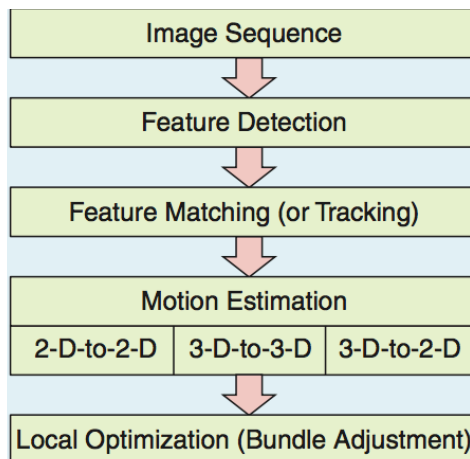 Image Sequence
Feature Detection
Feature Matching (or Tracking)
Motion Estimation
2-D-to-2-D 3-D-to-3-D 3-D-to-2-D
Local Optimization (Bundle Adjustment)